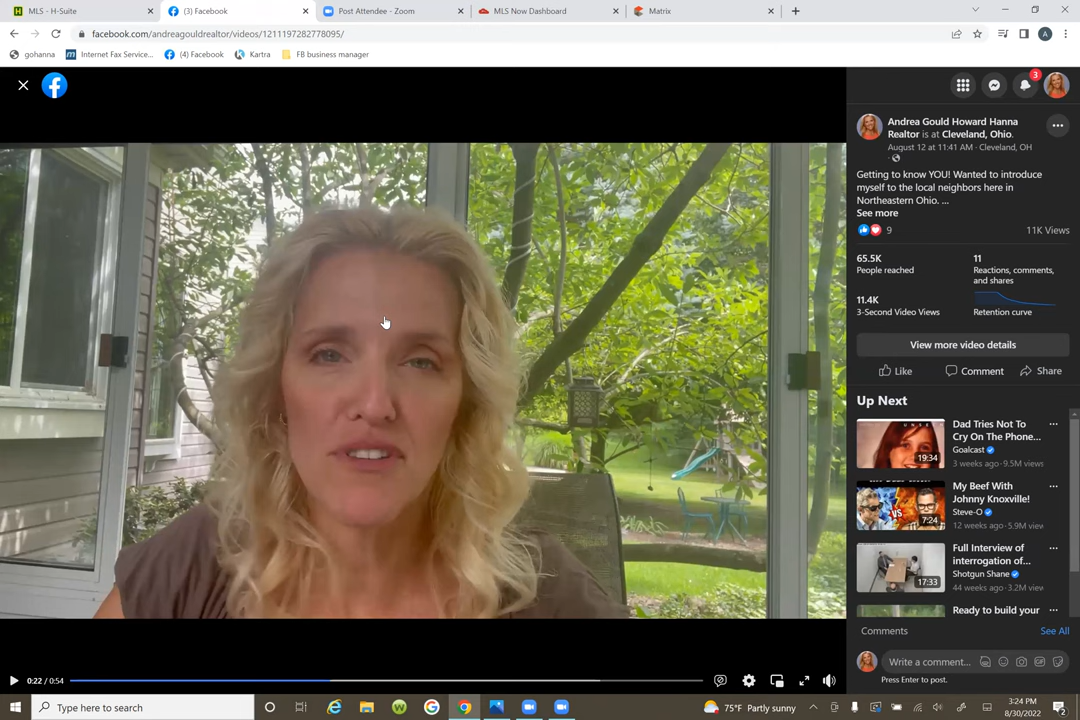 MLS - H-Suite
(3) Facebook
Post Attendee - Zoom
MLS Now Dashboard
Matrix
facebook.com/andreagouldrealtor/videos/1211197282778095/
gohanna
Internet Fax Service...
(4) Facebook
Kartra
FB business manager
3
Andrea Gould Howard Hanna
Realtor is at Cleveland, Ohio.
August 12 at 11:41 AM · Cleveland, OH
Getting to know YOU! Wanted to introduce
myself to the local neighbors here in
Northeastern Ohio. ...
See more
9
11K Views
65.5K
People reached
11
Reactions, comments,
and shares
11.4K
3-Second Video Views
Retention curve
View more video details
Like
Comment
Share
Up Next
19:34
Dad Tries Not To
Cry On The Phone...
Goalcast
3 weeks ago · 9.5M views
VS
7:24
My Beef With
Johnny Knoxville!
Steve-O
12 weeks ago · 5.9M view
17:33
Full Interview of
interrogation of...
Shotgun Shane
44 weeks ago · 3.2M view
Ready to build your
Comments
See All
Write a comment...
Press Enter to post.
0:22 / 0:54
Type here to search
75°F Partly sunny
3:24 PM
8/30/2022
2